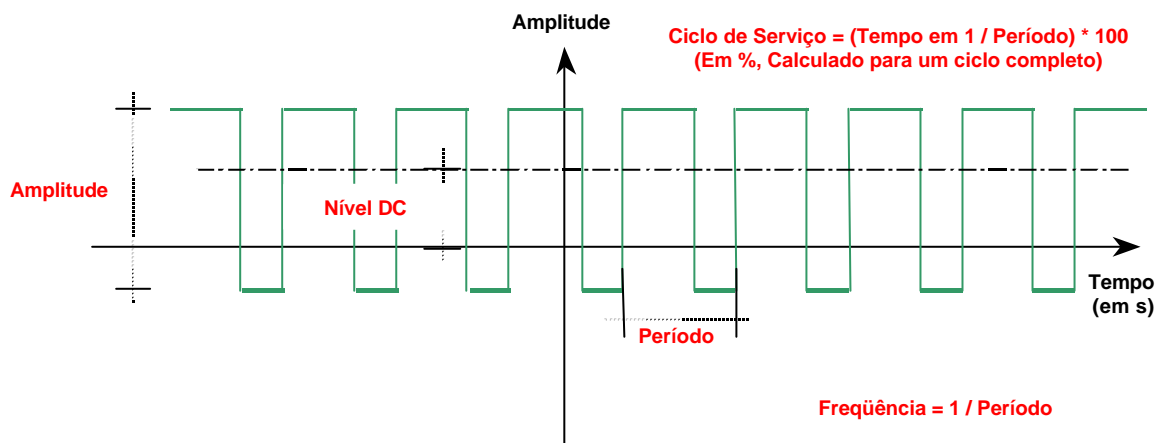 Amplitude
Ciclo de Serviço = (Tempo em 1 / Período) * 100
(Em %, Calculado para um ciclo completo)
Amplitude
Nível DC
Tempo
(em s)
Período
Freqüência = 1 / Período